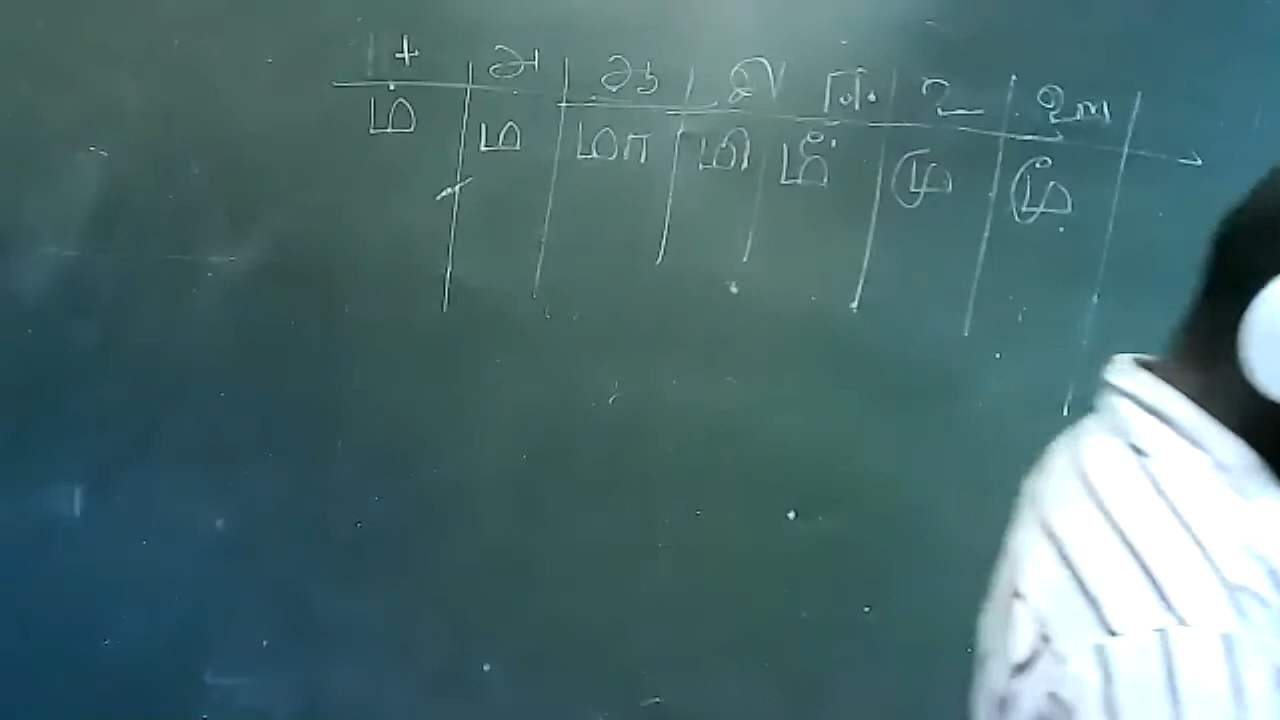 + அ ஆ இ ஈ உ ஊ
ம் ம மா மி மீ மு மூ